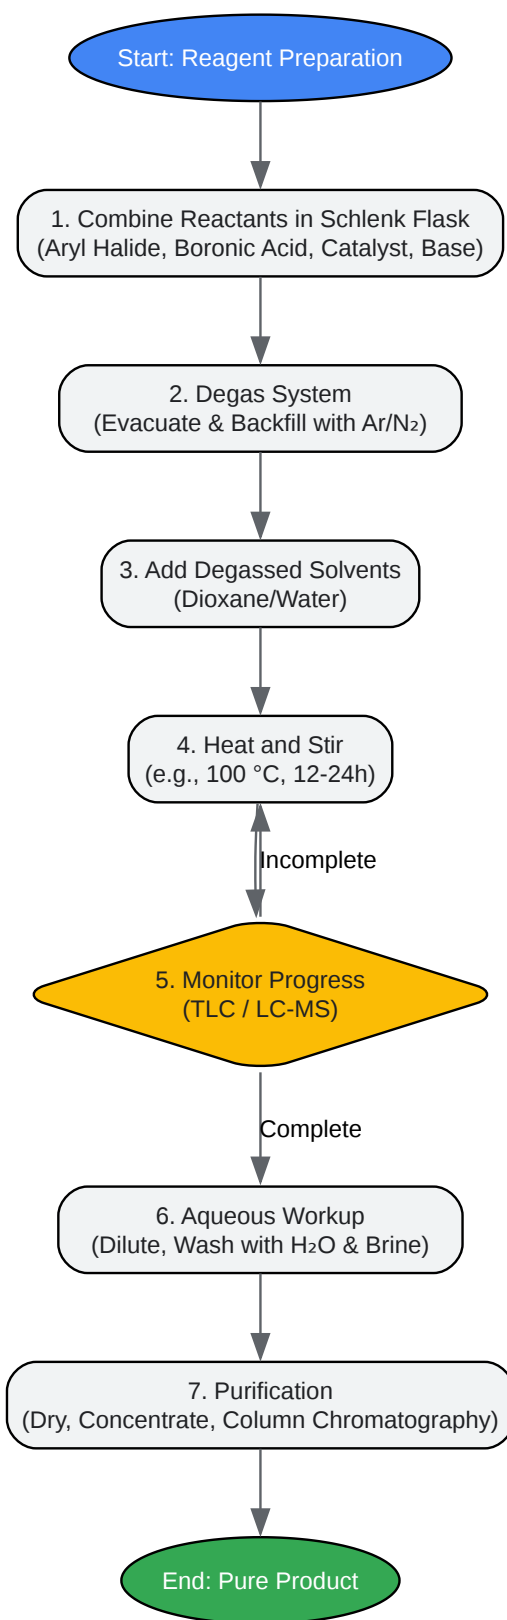 Start: Reagent Preparation
1. Combine Reactants in Schlenk Flask
(Aryl Halide, Boronic Acid, Catalyst, Base)
2. Degas System
(Evacuate & Backfill with Ar/N₂)
3. Add Degassed Solvents
(Dioxane/Water)
4. Heat and Stir
(e.g., 100 °C, 12-24h)
Incomplete
5. Monitor Progress
(TLC / LC-MS)
Complete
6. Aqueous Workup
(Dilute, Wash with H₂O & Brine)
7. Purification
(Dry, Concentrate, Column Chromatography)
End: Pure Product